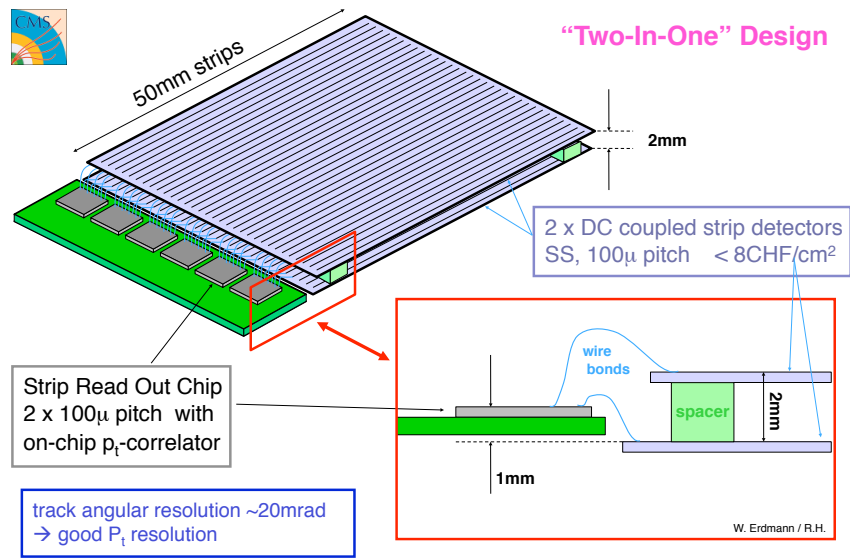 CMS
“Two-In-One” Design
50mm strips
2mm
2 x DC coupled strip detectors
SS, 100μ pitch < 8CHF/cm²
Strip Read Out Chip
2 x 100μ pitch with
on-chip pₜ-correlator
wire
bonds
spacer
2mm
1mm
W. Erdmann / R.H.
track angular resolution ~20mrad
→ good Pₜ resolution